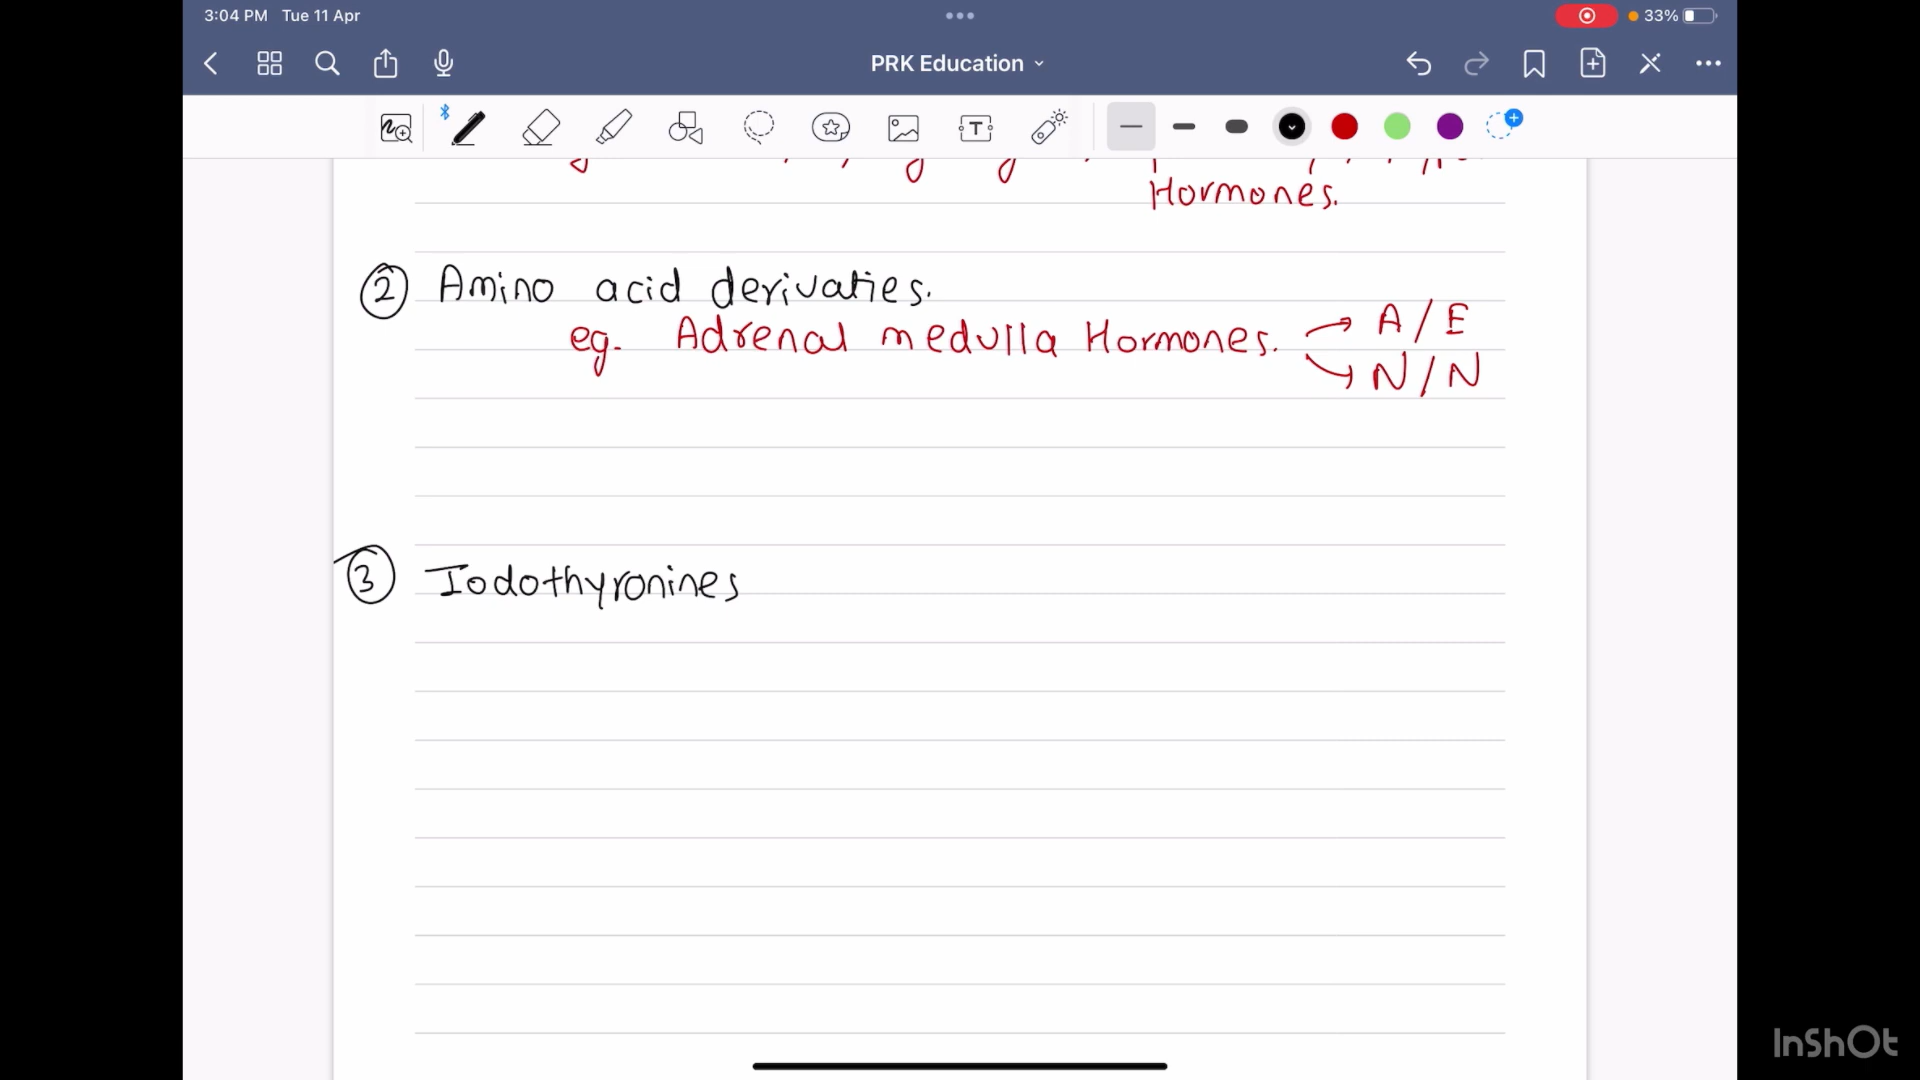 3:04 PM Tue 11 Apr
33%
PRK Education
T
Hormones.
② Amino acid derivaties.
eg. Adrenal medulla Hormones. → A/E
→ N/N
③ Iodothyronines
InShOt